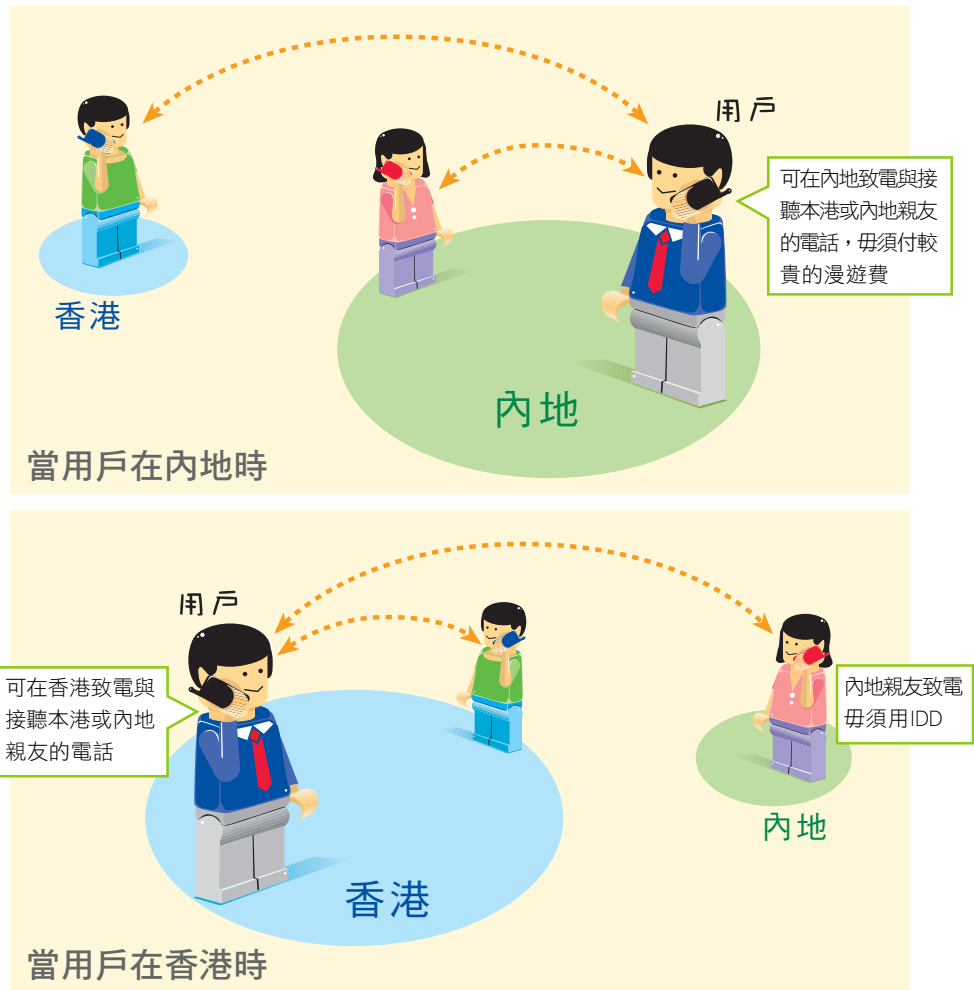 用戶
可在內地致電與接
聽本港或內地親友
的電話，毋須付較
貴的漫遊費
香港
內地
當用戶在內地時
用戶
可在香港致電與
接聽本港或內地
親友的電話
內地親友致電
毋須用IDD
內地
香港
當用戶在香港時